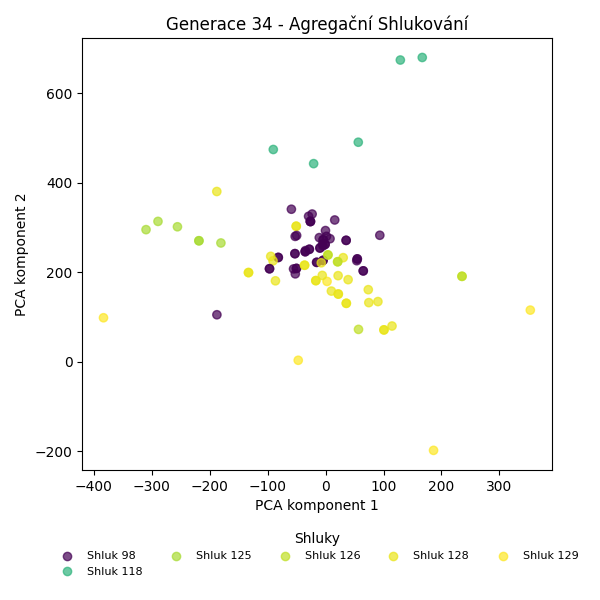 Generace 34 - Agregační Shlukování
PCA komponent 2
600
400
200
0
−200
−400 −300 −200 −100 0 100 200 300
PCA komponent 1
Shluky
Shluk 98 Shluk 125 Shluk 126 Shluk 128 Shluk 129
Shluk 118